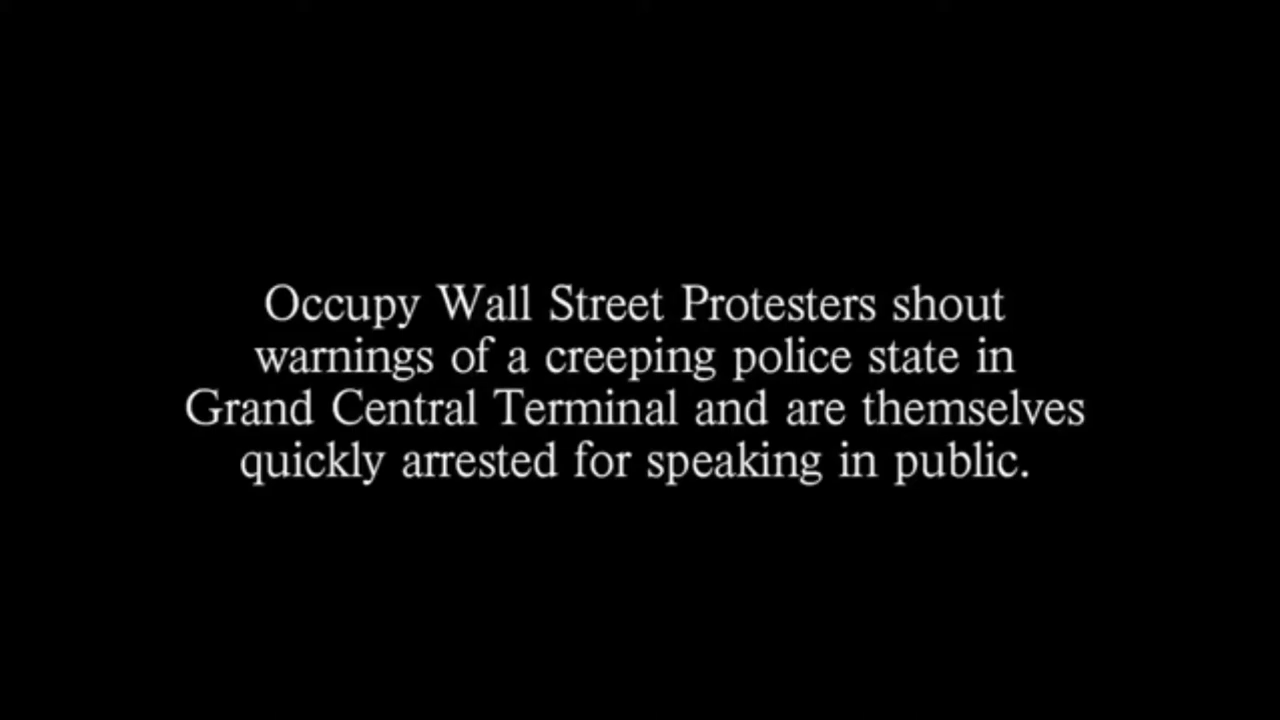 Occupy Wall Street Protesters shout
warnings of a creeping police state in
Grand Central Terminal and are themselves
quickly arrested for speaking in public.